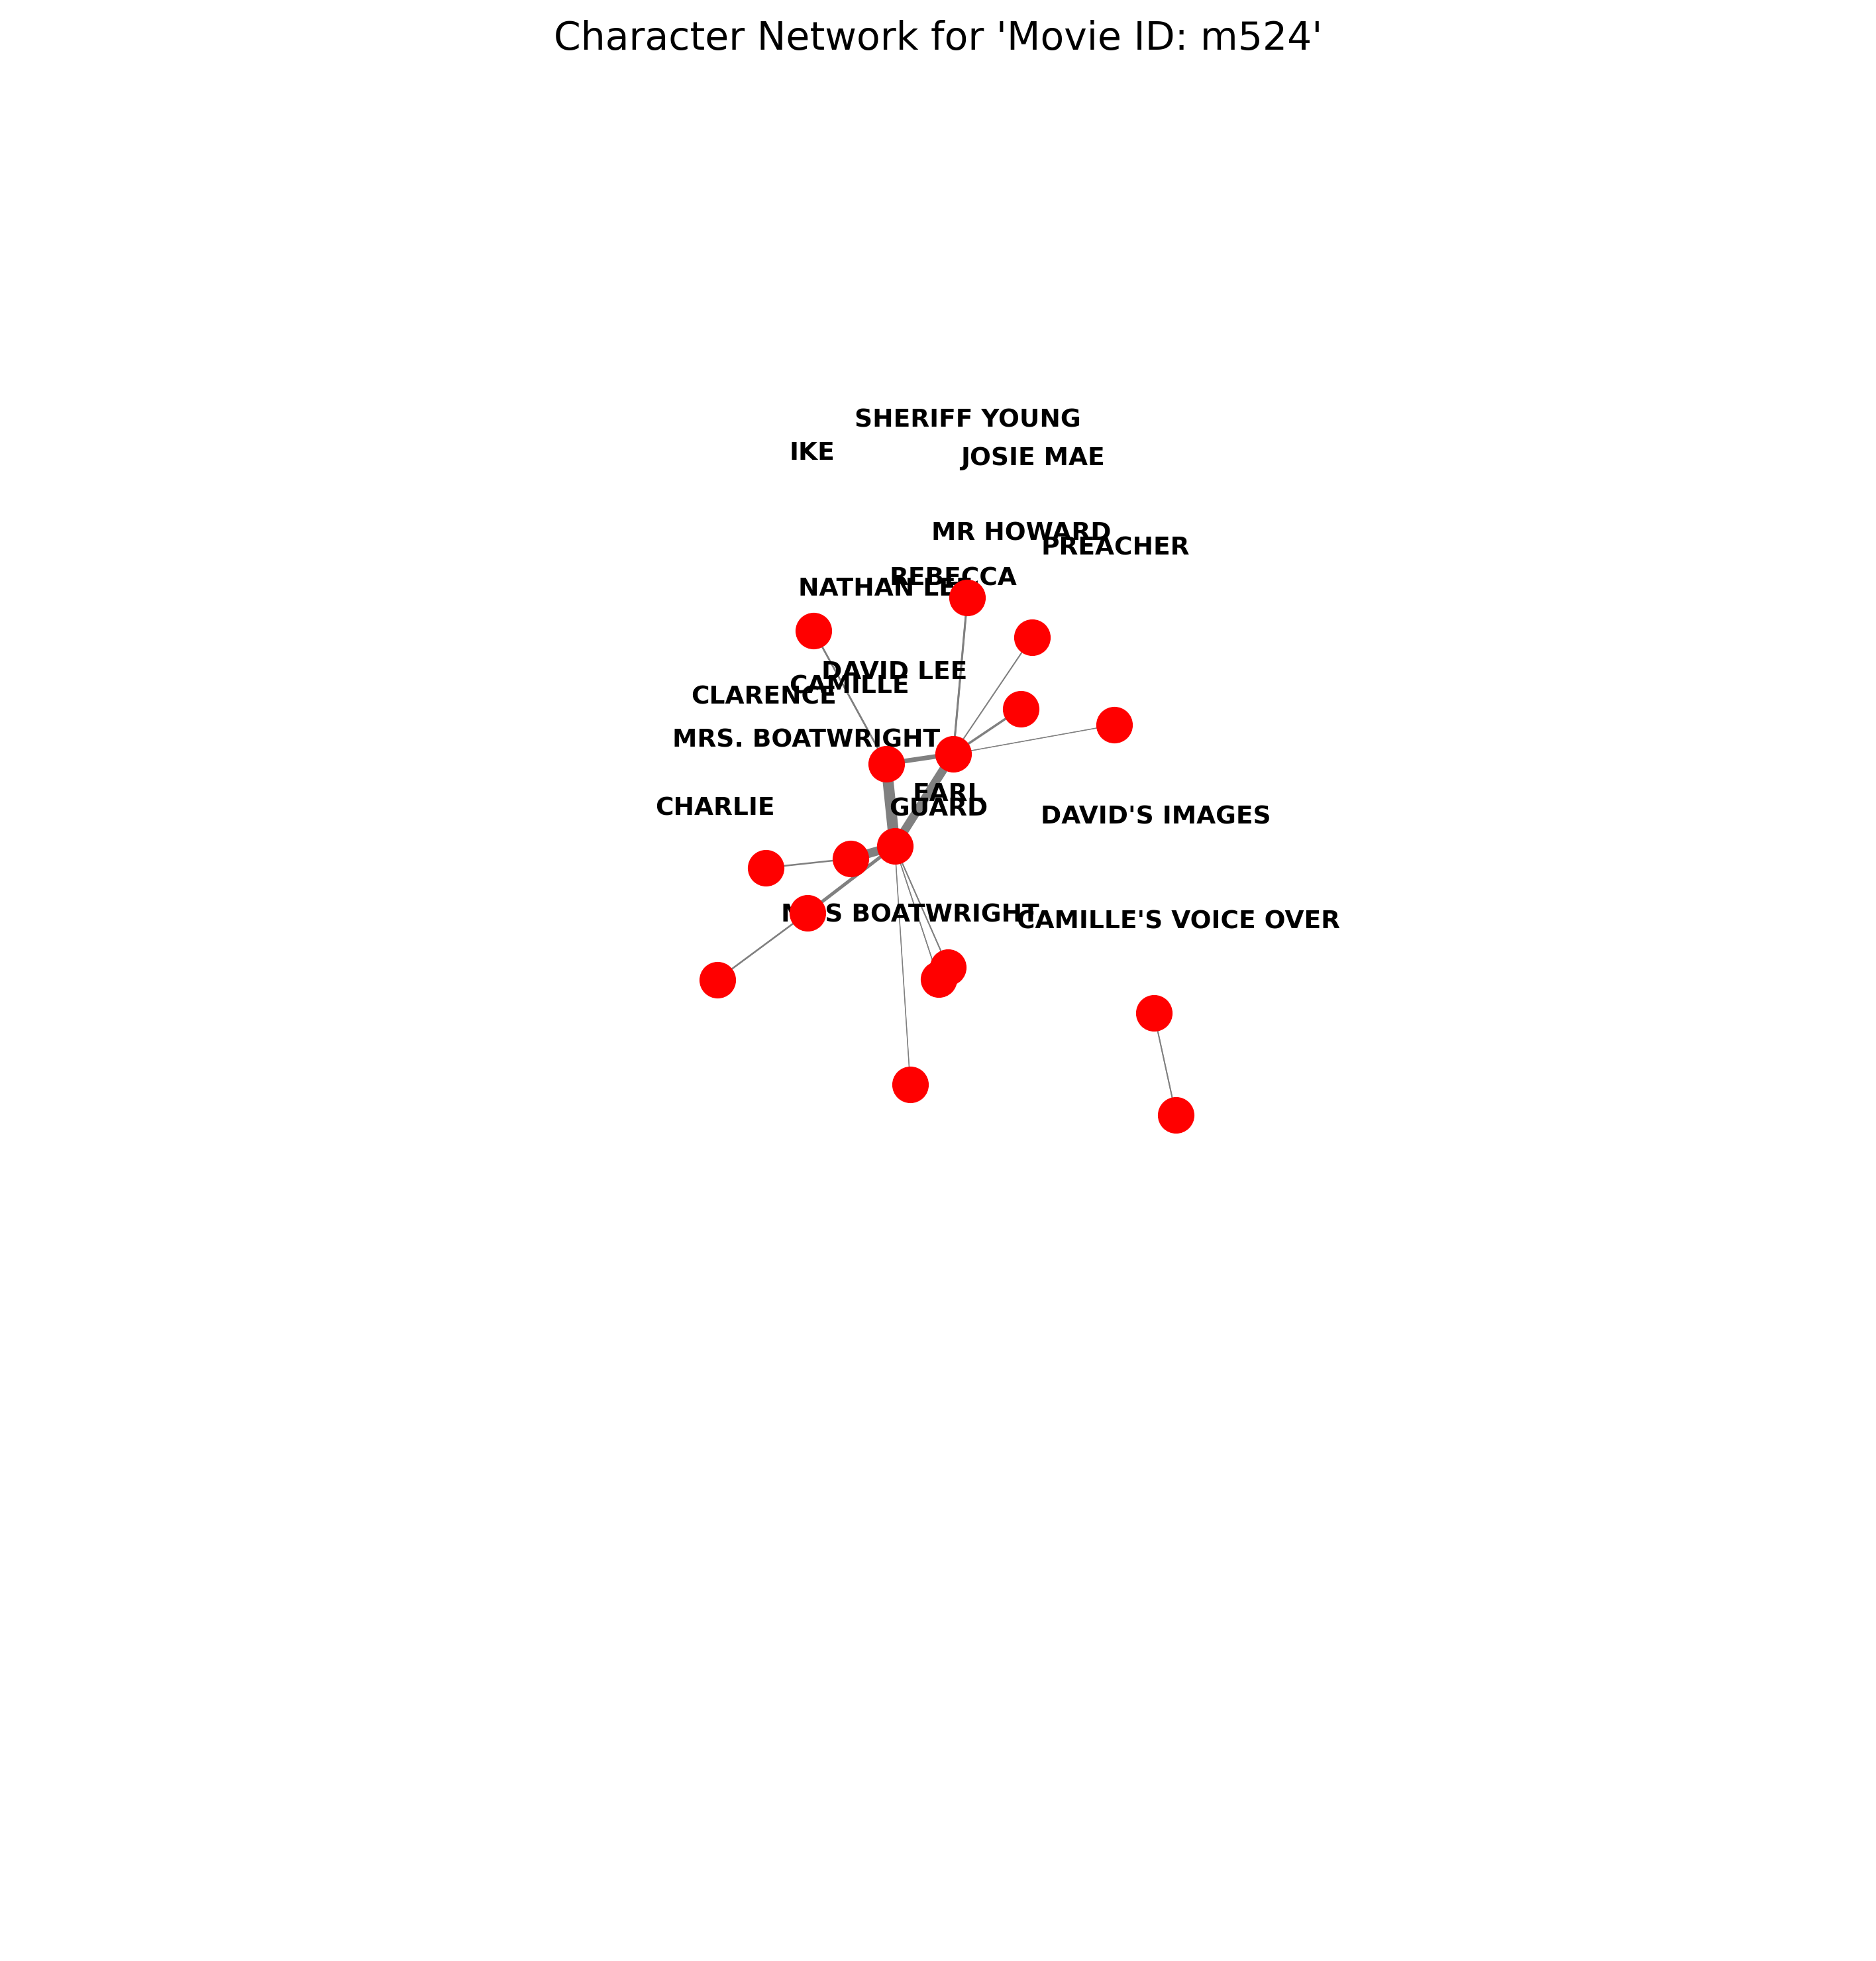 Character Network for 'Movie ID: m524'
SHERIFF YOUNG
IKE
JOSIE MAE
MR HOWARD
PREACHER
REBECCA
NATHAN LEE
DAVID LEE
CAMILLE
CLARENCE
MRS. BOATWRIGHT
EARL
CHARLIE
GUARD
DAVID'S IMAGES
MRS BOATWRIGHT
CAMILLE'S VOICE OVER